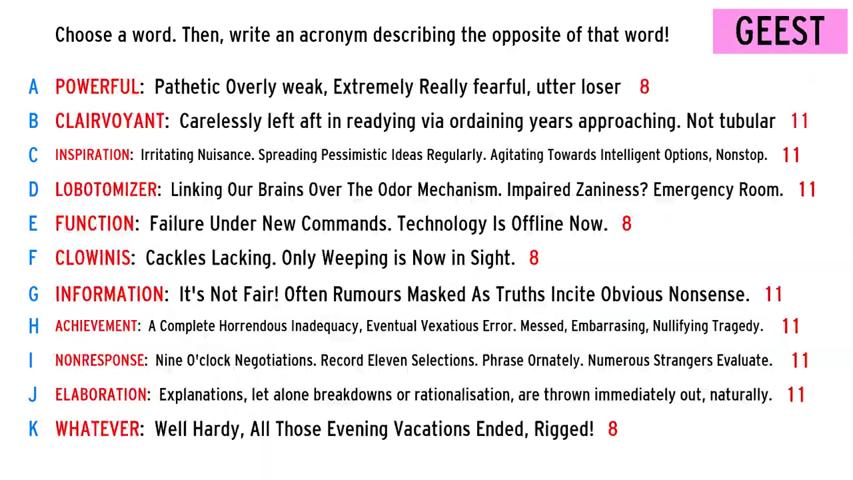 Choose a word. Then, write an acronym describing the opposite of that word!
GEEST
A POWERFUL: Pathetic Overly weak, Extremely Really fearful, utter loser 8
B CLAIRVOYANT: Carelessly left aft in readying via ordaining years approaching. Not tubular 11
C INSPIRATION: Irritating Nuisance. Spreading Pessimistic Ideas Regularly. Agitating Towards Intelligent Options, Nonstop. 11
D LOBOTOMIZER: Linking Our Brains Over The Odor Mechanism. Impaired Zaniness? Emergency Room. 11
E FUNCTION: Failure Under New Commands. Technology Is Offline Now. 8
F CLOWINIS: Cackles Lacking. Only Weeping is Now in Sight. 8
G INFORMATION: It's Not Fair! Often Rumours Masked As Truths Incite Obvious Nonsense. 11
H ACHIEVEMENT: A Complete Horrendous Inadequacy, Eventual Vexatious Error. Messed, Embarrasing, Nullifying Tragedy. 11
I NONRESPONSE: Nine O'clock Negotiations. Record Eleven Selections. Phrase Ornately. Numerous Strangers Evaluate. 11
J ELABORATION: Explanations, let alone breakdowns or rationalisation, are thrown immediately out, naturally. 11
K WHATEVER: Well Hardy, All Those Evening Vacations Ended, Rigged! 8